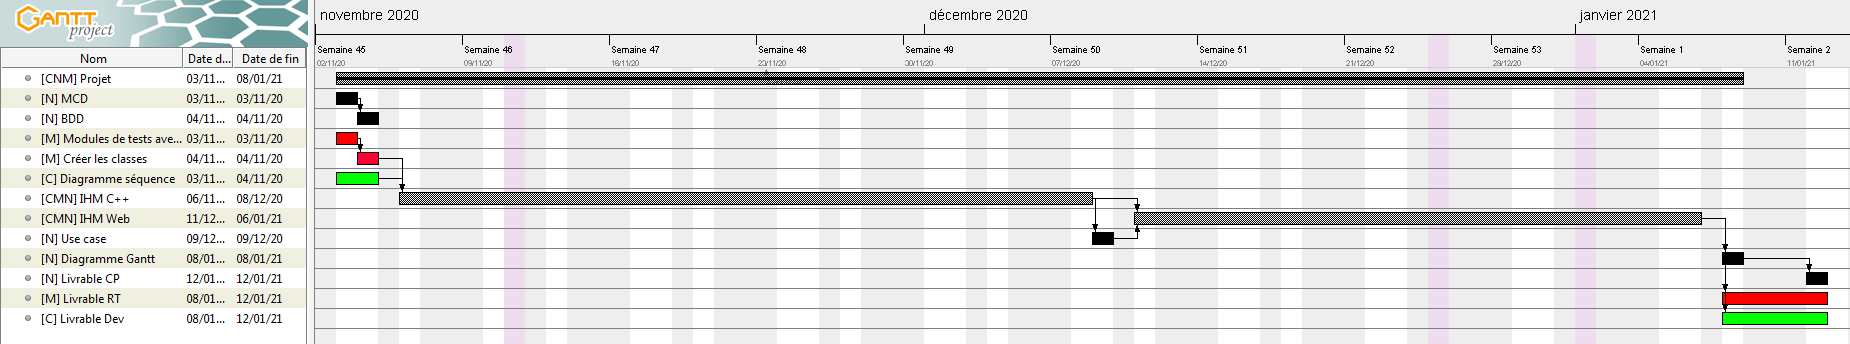 GANTT
project
novembre 2020
décembre 2020
janvier 2021
Semaine 45
Semaine 46
Semaine 47
Semaine 48
Semaine 49
Semaine 50
Semaine 51
Semaine 52
Semaine 53
Semaine 1
Semaine 2
02/11/20
09/11/20
16/11/20
23/11/20
30/11/20
07/12/20
14/12/20
21/12/20
28/12/20
04/01/21
11/01/21
Nom Date d... Date de fin
[CNM] Projet 03/11... 08/01/21
[N] MCD 03/11... 03/11/20
[N] BDD 04/11... 04/11/20
[M] Modules de tests ave... 03/11... 03/11/20
[M] Créer les classes 04/11... 04/11/20
[C] Diagramme séquence 03/11... 04/11/20
[CMN] IHM C++ 06/11... 08/12/20
[CMN] IHM Web 11/12... 06/01/21
[N] Use case 09/12... 09/12/20
[N] Diagramme Gantt 08/01... 08/01/21
[N] Livrable CP 12/01... 12/01/21
[M] Livrable RT 08/01... 12/01/21
[C] Livrable Dev 08/01... 12/01/21